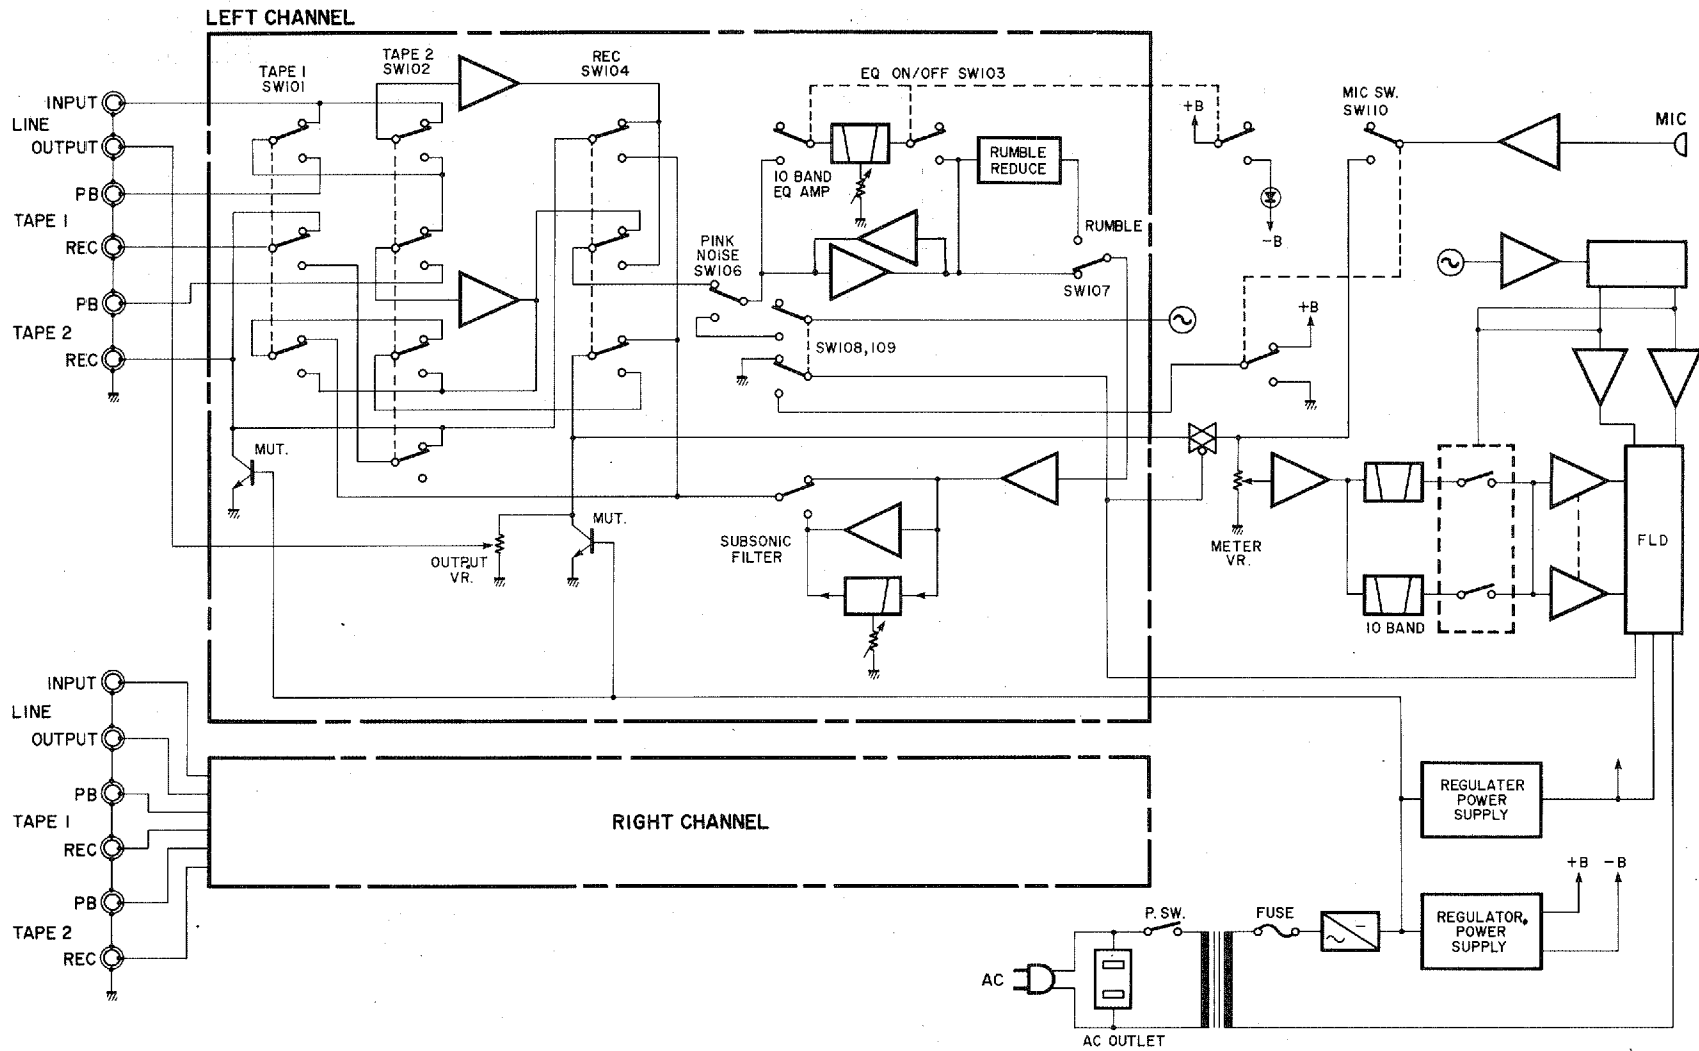 LEFT CHANNEL
INPUT
LINE
OUTPUT
PB
TAPE 1
REC
PB
TAPE 2
REC
TAPE 1
SW101
TAPE 2
SW102
REC
SW104
EQ ON/OFF SW103
10 BAND
EQ AMP
RUMBLE
REDUCE
RUMBLE
SW107
PINK
NOISE
SW106
SW108,109
MUT.
OUTPUT
VR.
MUT.
SUBSONIC
FILTER
+B
-B
MIC SW.
SW110
MIC
+B
METER
VR.
10 BAND
FLD
INPUT
LINE
OUTPUT
PB
TAPE 1
REC
PB
TAPE 2
REC
RIGHT CHANNEL
REGULATER
POWER
SUPPLY
+B -B
REGULATOR
POWER
SUPPLY
P. SW.
FUSE
AC
AC OUTLET